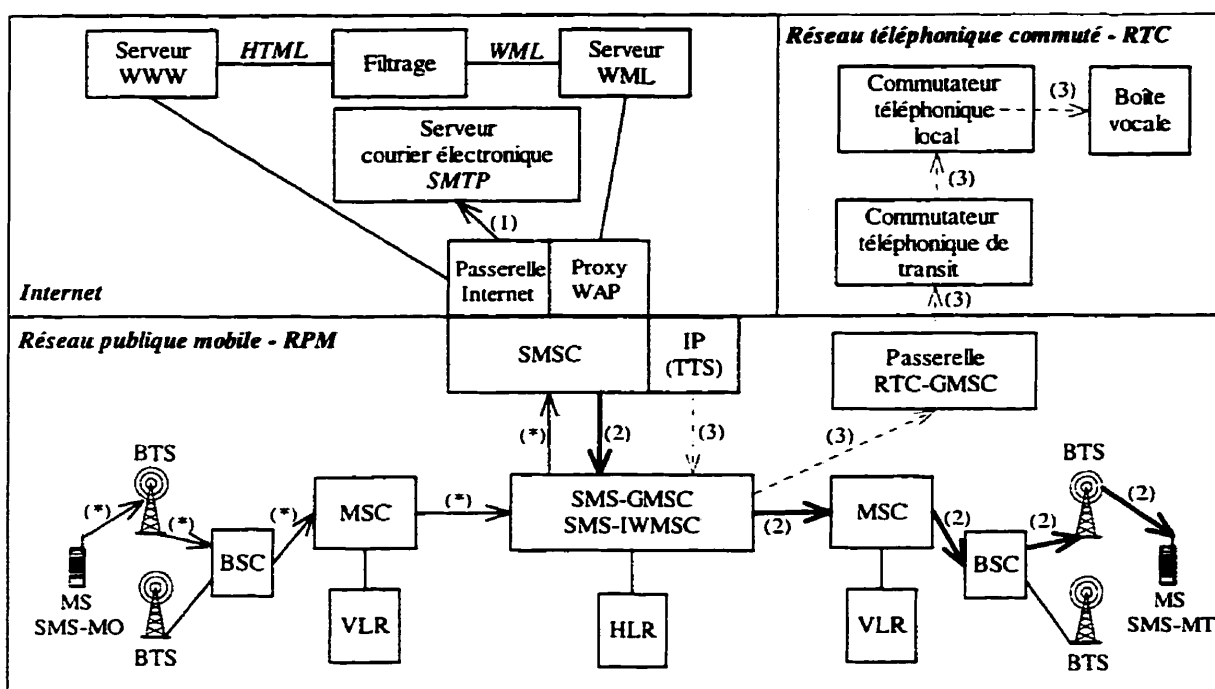 Serveur
WWW
HTML
Filtrage
WML
Serveur
WML
Serveur
courier électronique
SMTP
(1)
Passerelle
Internet
Proxy
WAP
Internet
Réseau téléphonique commuté - RTC
Commutateur
téléphonique
local
(3)
Boîte
vocale
(3)
Commutateur
téléphonique de
transit
(3)
Réseau publique mobile - RPM
SMSC
IP
(TTS)
Passerelle
RTC-GMSC
(*)
(2)
(3)
(3)
BTS
(*)
(*)
(*)
MSC
(*)
SMS-GMSC
SMS-IWMSC
(2)
MSC
(2)
(2)
BTS
(2)
BSC
BSC
MS
SMS-MO
BTS
VLR
HLR
VLR
BTS
MS
SMS-MT